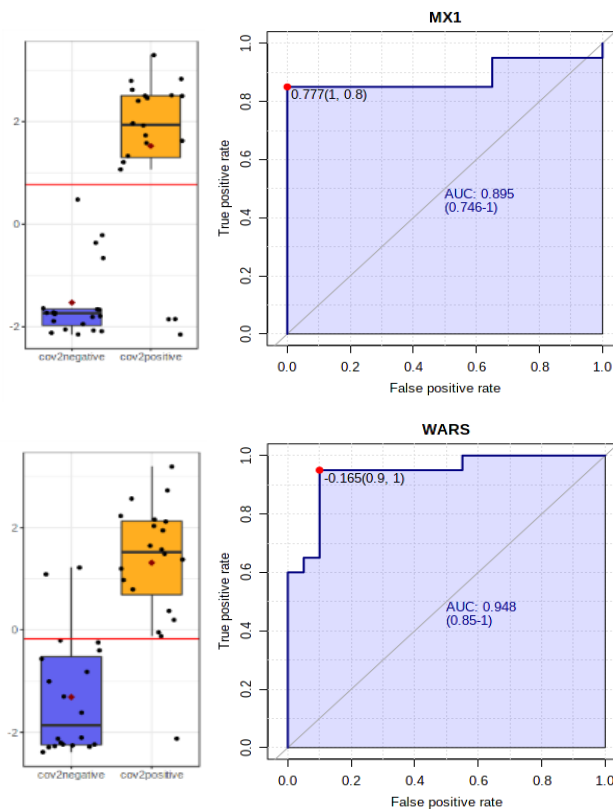 MX1
2
0
-2
cov2negative cov2positive
True positive rate
1.0
0.8
0.6
0.4
0.2
0.0
0.777(1, 0.8)
AUC: 0.895
(0.746-1)
0.0 0.2 0.4 0.6 0.8 1.0
False positive rate
WARS
2
0
-2
cov2negative cov2positive
True positive rate
1.0
0.8
0.6
0.4
0.2
0.0
-0.165(0.9, 1)
AUC: 0.948
(0.85-1)
0.0 0.2 0.4 0.6 0.8 1.0
False positive rate